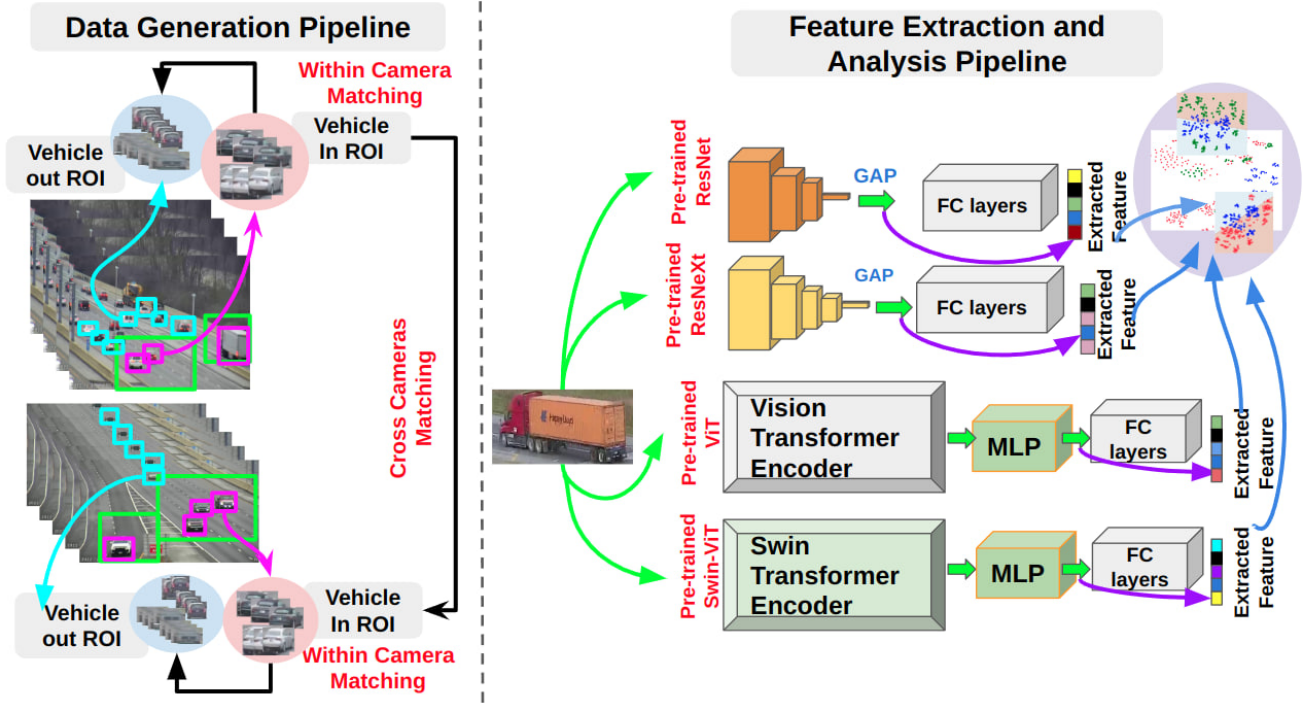 Data Generation Pipeline
Within Camera
Matching
Vehicle
In ROI
Vehicle
out ROI
Cross Cameras
Matching
Vehicle
out ROI
Vehicle
In ROI
Within Camera
Matching
Feature Extraction and
Analysis Pipeline
Pre-trained
ResNet
GAP
FC layers
Extracted
Feature
Pre-trained
ResNeXt
GAP
FC layers
Extracted
Feature
Pre-trained
ViT
Vision
Transformer
Encoder
MLP
FC
layers
Extracted
Feature
Pre-trained
Swin-ViT
Swin
Transformer
Encoder
MLP
FC
layers
Extracted
Feature